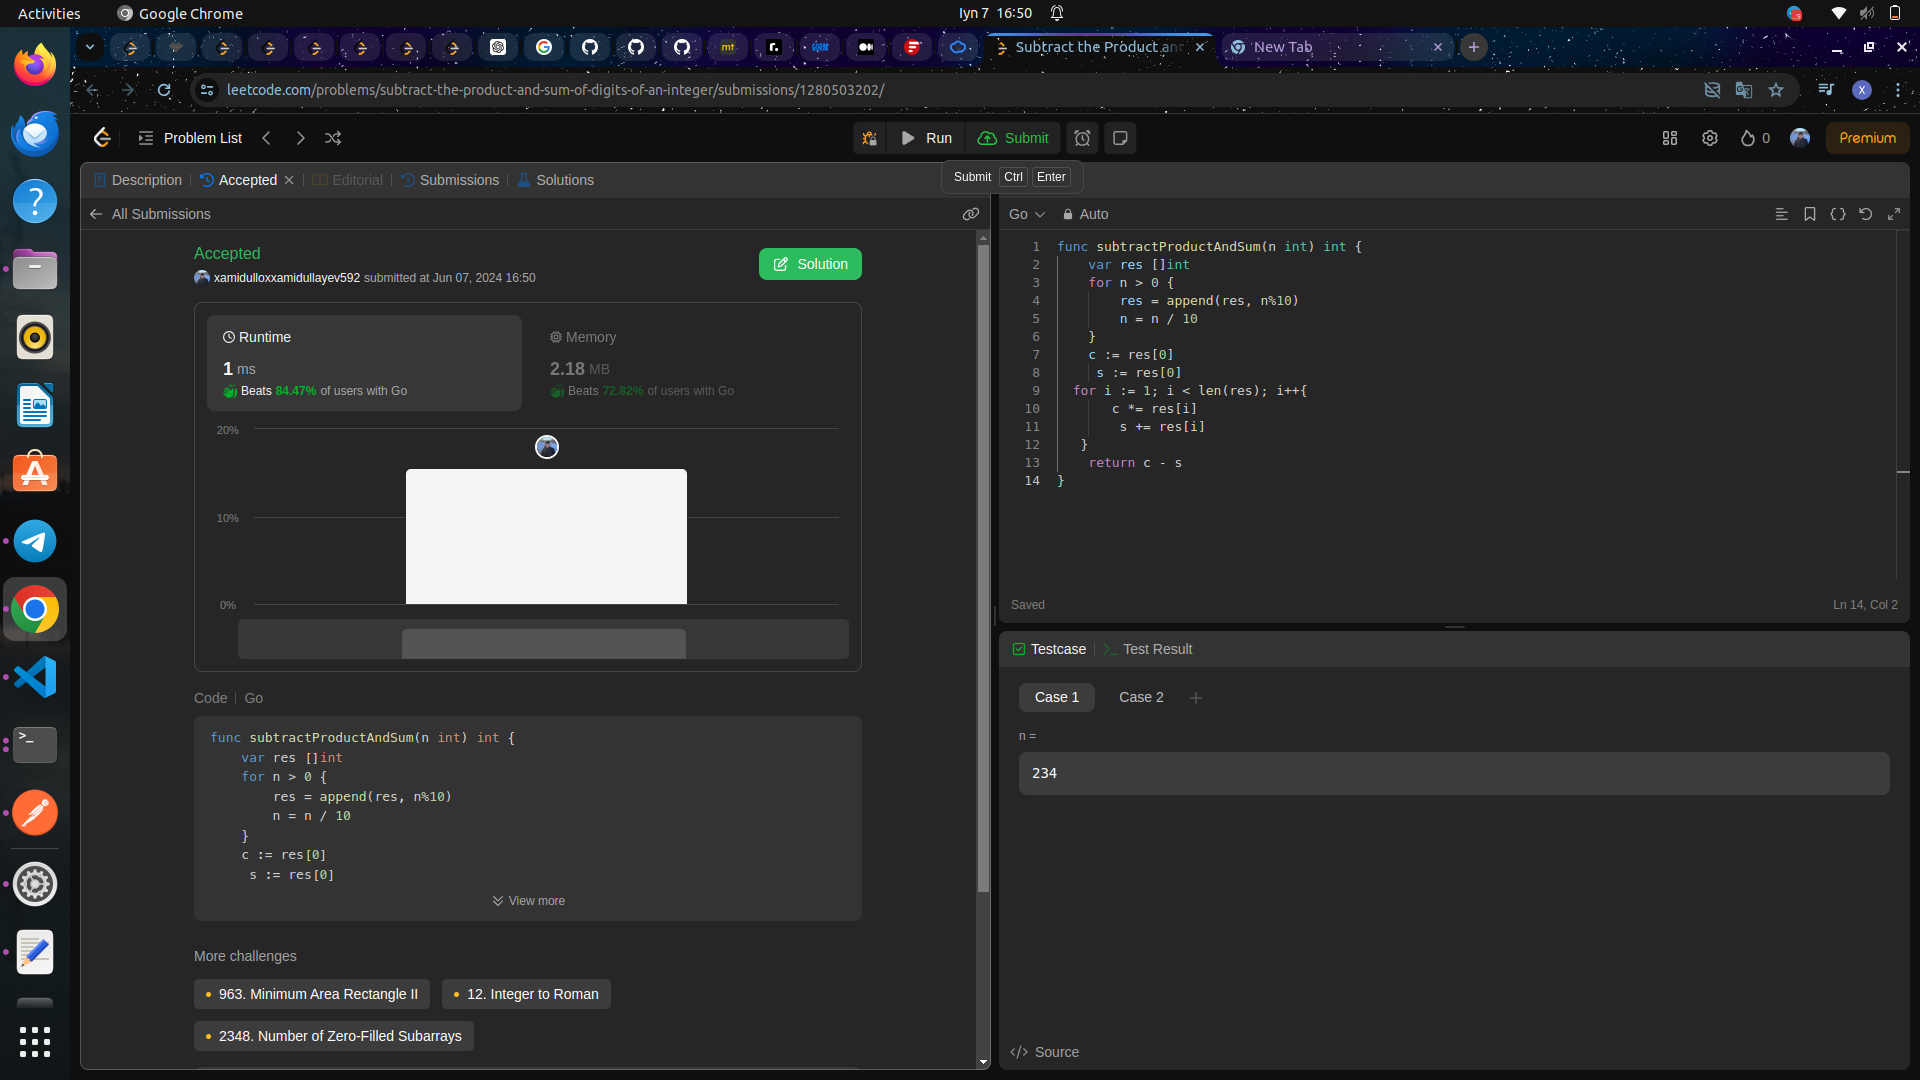 Activities
Google Chrome
Iyn 7 16:50
Subtract the Product and
New Tab
leetcode.com/problems/subtract-the-product-and-sum-of-digits-of-an-integer/submissions/1280503202/
X
Problem List
Run
Submit
0
Premium
Submit Ctrl Enter
Description
Accepted
Editorial
Submissions
Solutions
All Submissions
Accepted
xamidulloxxamidullayev592 submitted at Jun 07, 2024 16:50
Solution
Runtime
1 ms
Beats 84.47% of users with Go
Memory
2.18 MB
Beats 72.82% of users with Go
20%
10%
0%
Code
Go
func subtractProductAndSum(n int) int {
    var res []int
    for n > 0 {
        res = append(res, n%10)
        n = n / 10
    }
    c := res[0]
     s := res[0]
View more
More challenges
963. Minimum Area Rectangle II
12. Integer to Roman
2348. Number of Zero-Filled Subarrays
Go
Auto
1 func subtractProductAndSum(n int) int {
2     var res []int
3     for n > 0 {
4         res = append(res, n%10)
5         n = n / 10
6     }
7     c := res[0]
8      s := res[0]
9   for i := 1; i < len(res); i++{
10        c *= res[i]
11         s += res[i]
12    }
13     return c - s
14 }
Saved
Ln 14, Col 2
Testcase
Test Result
Case 1
Case 2
n =
234
Source